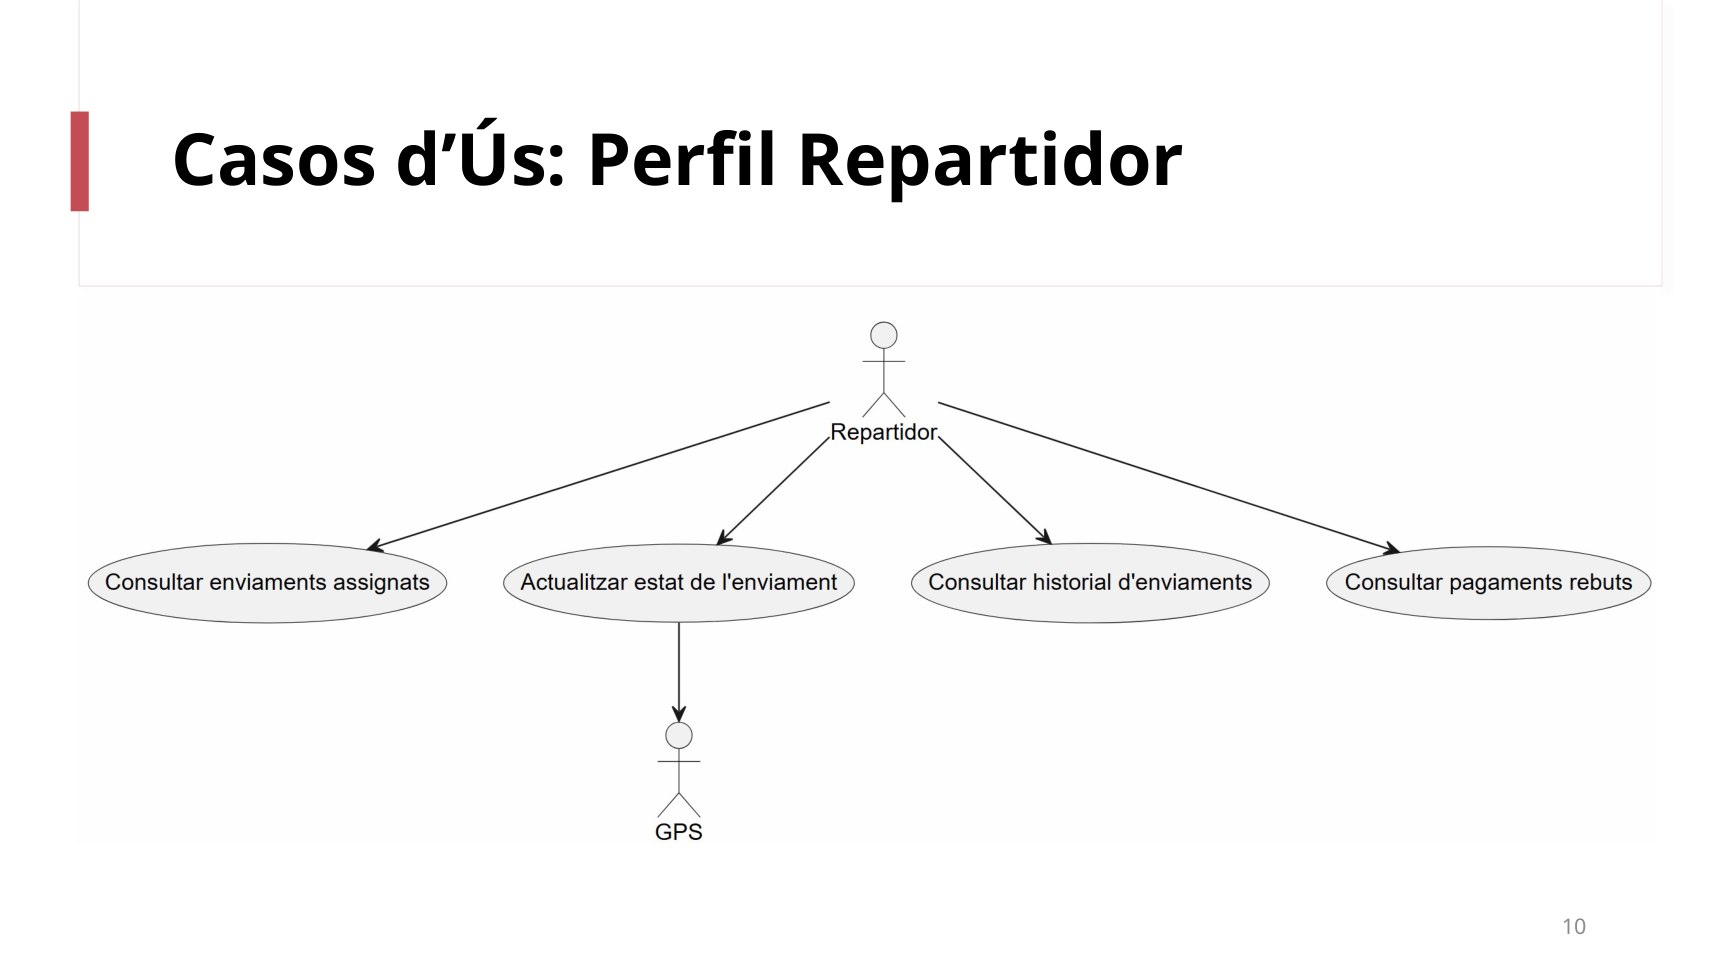 Casos d’Ús: Perfil Repartidor
Repartidor
Consultar enviaments assignats
Actualitzar estat de l'enviament
Consultar historial d'enviaments
Consultar pagaments rebuts
GPS
10